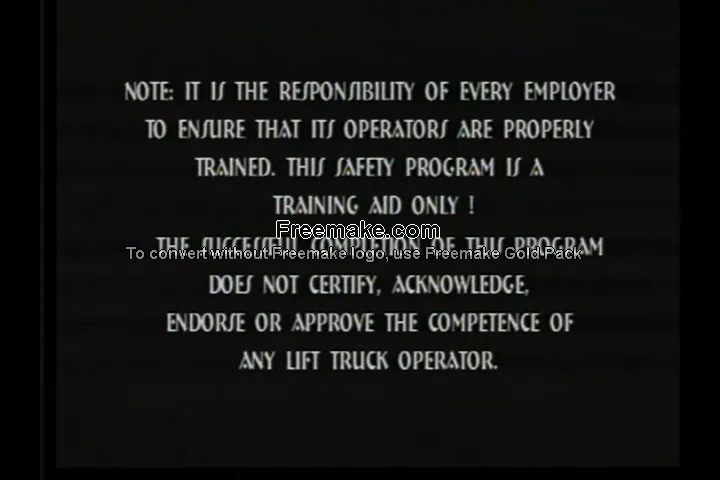 NOTE: IT IS THE RESPONSIBILITY OF EVERY EMPLOYER
TO ENSURE THAT ITS OPERATORS ARE PROPERLY
TRAINED. THIS SAFETY PROGRAM IS A
TRAINING AID ONLY !
Freemake.com
THE SUCCESSFUL COMPLETION OF THIS PROGRAM
To convert without Freemake logo, use Freemake Gold Pack
DOES NOT CERTIFY, ACKNOWLEDGE,
ENDORSE OR APPROVE THE COMPETENCE OF
ANY LIFT TRUCK OPERATOR.